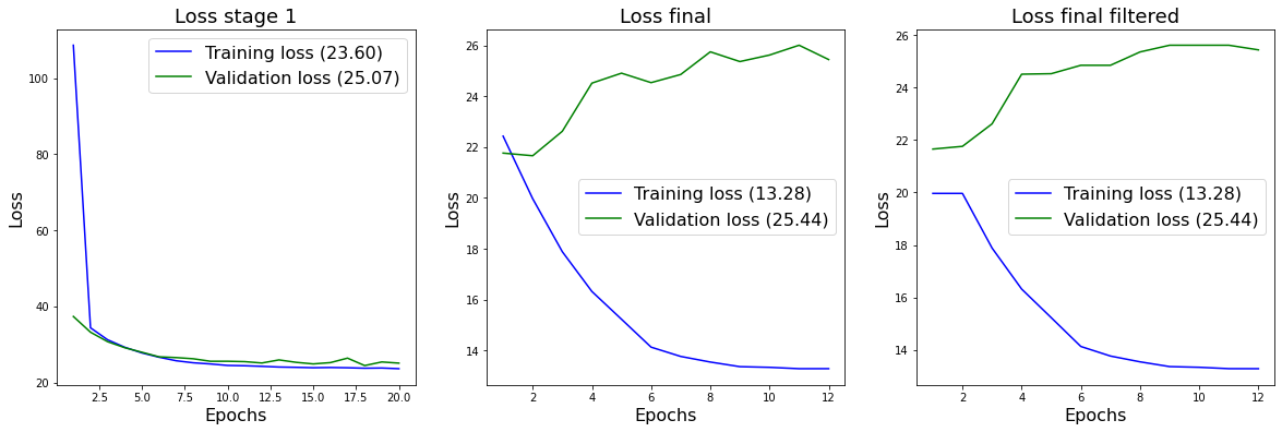 Loss stage 1
Training loss (23.60)
Validation loss (25.07)
Loss
100
80
60
40
20
2.5 5.0 7.5 10.0 12.5 15.0 17.5 20.0
Epochs
Loss final
Training loss (13.28)
Validation loss (25.44)
Loss
26
24
22
20
18
16
14
2 4 6 8 10 12
Epochs
Loss final filtered
Training loss (13.28)
Validation loss (25.44)
Loss
26
24
22
20
18
16
14
2 4 6 8 10 12
Epochs